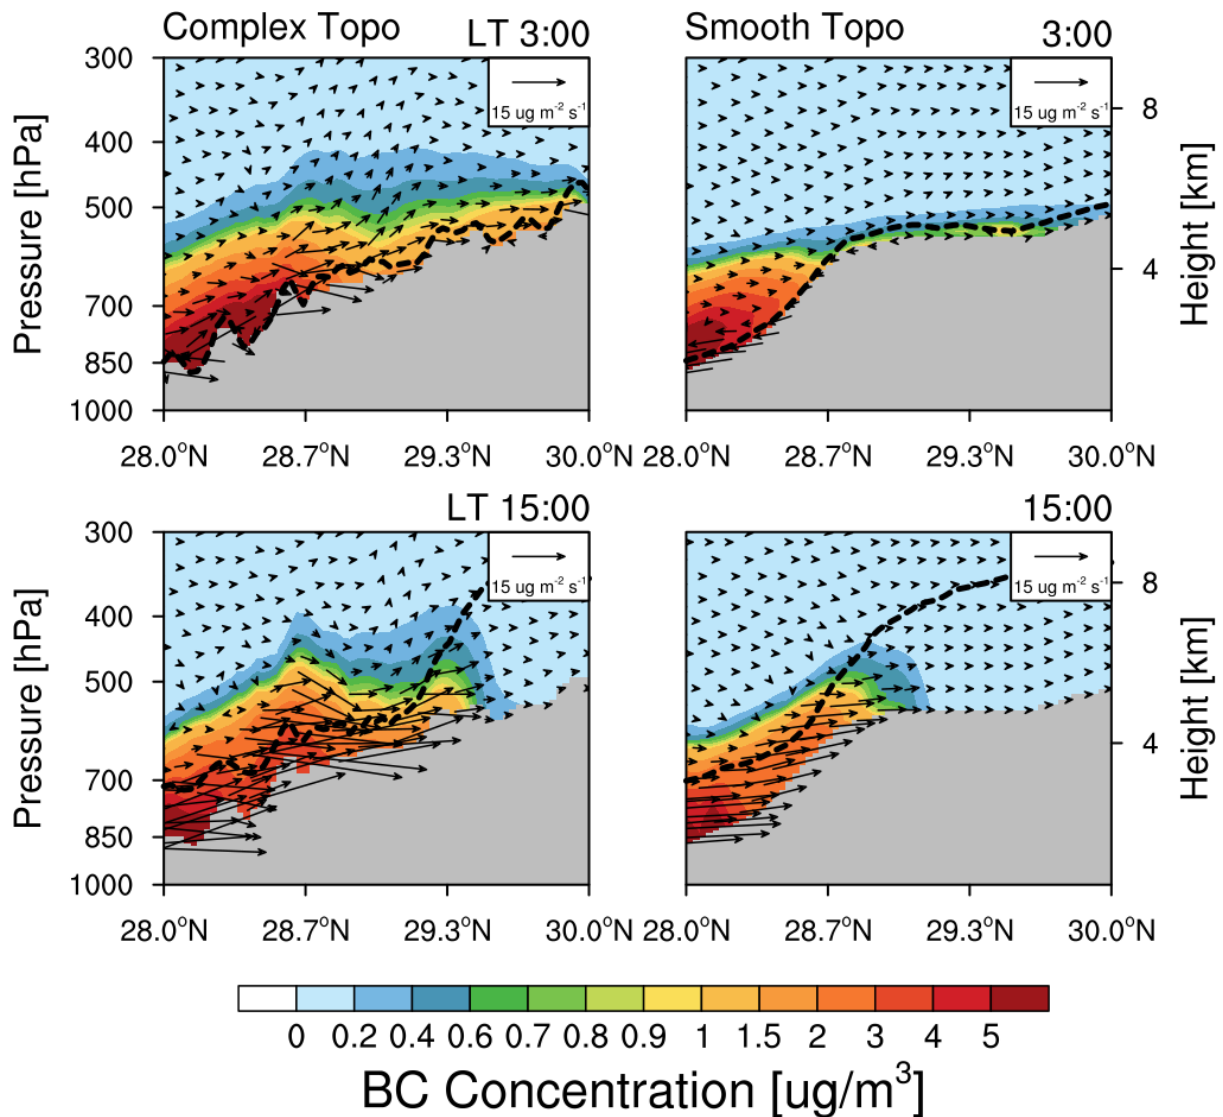 Complex Topo LT 3:00
Smooth Topo 3:00
300
400
500
700
850
1000
Pressure [hPa]
15 ug m⁻² s⁻¹
15 ug m⁻² s⁻¹
8
4
Height [km]
28.0°N 28.7°N 29.3°N 30.0°N
28.0°N 28.7°N 29.3°N 30.0°N
LT 15:00
15:00
300
400
500
700
850
1000
Pressure [hPa]
15 ug m⁻² s⁻¹
15 ug m⁻² s⁻¹
8
4
Height [km]
28.0°N 28.7°N 29.3°N 30.0°N
28.0°N 28.7°N 29.3°N 30.0°N
0 0.2 0.4 0.6 0.7 0.8 0.9 1 1.5 2 3 4 5
BC Concentration [ug/m³]